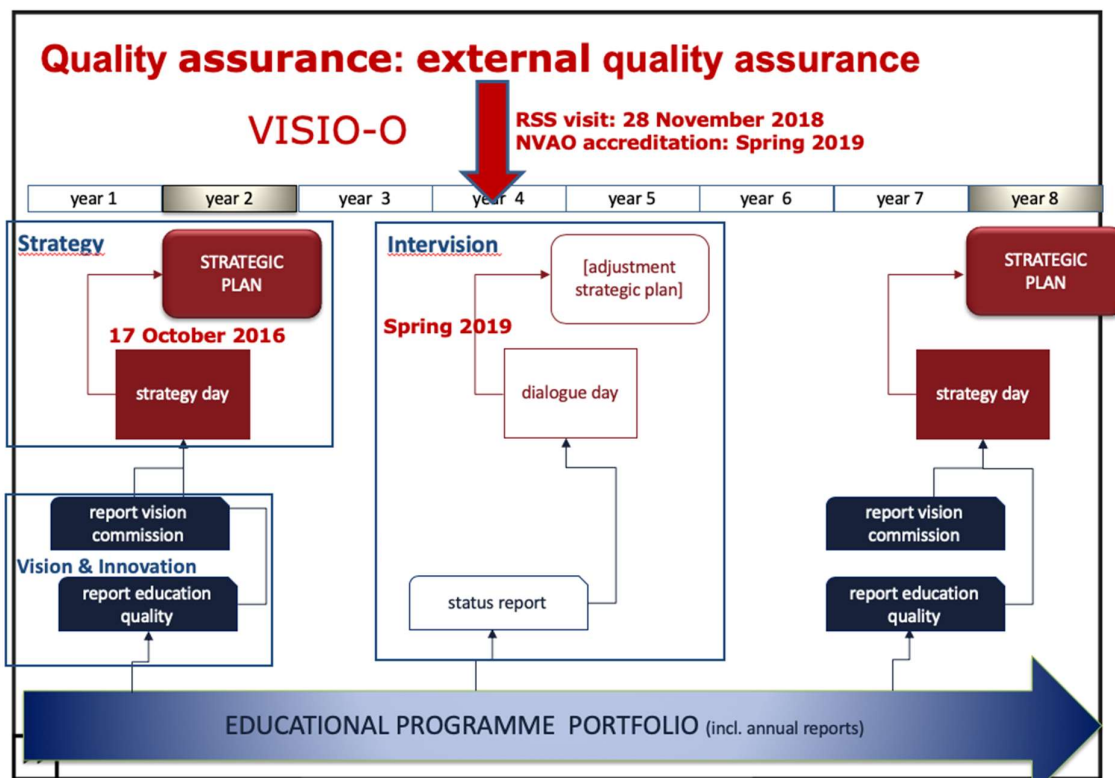 Quality assurance: external quality assurance
VISIO-O
RSS visit: 28 November 2018
NVAO accreditation: Spring 2019
year 1
year 2
year 3
year 4
year 5
year 6
year 7
year 8
Strategy
STRATEGIC
PLAN
17 October 2016
strategy day
report vision
commission
Vision & Innovation
report education
quality
Intervision
[adjustment
strategic plan]
Spring 2019
dialogue day
status report
STRATEGIC
PLAN
strategy day
report vision
commission
report education
quality
EDUCATIONAL PROGRAMME PORTFOLIO (incl. annual reports)